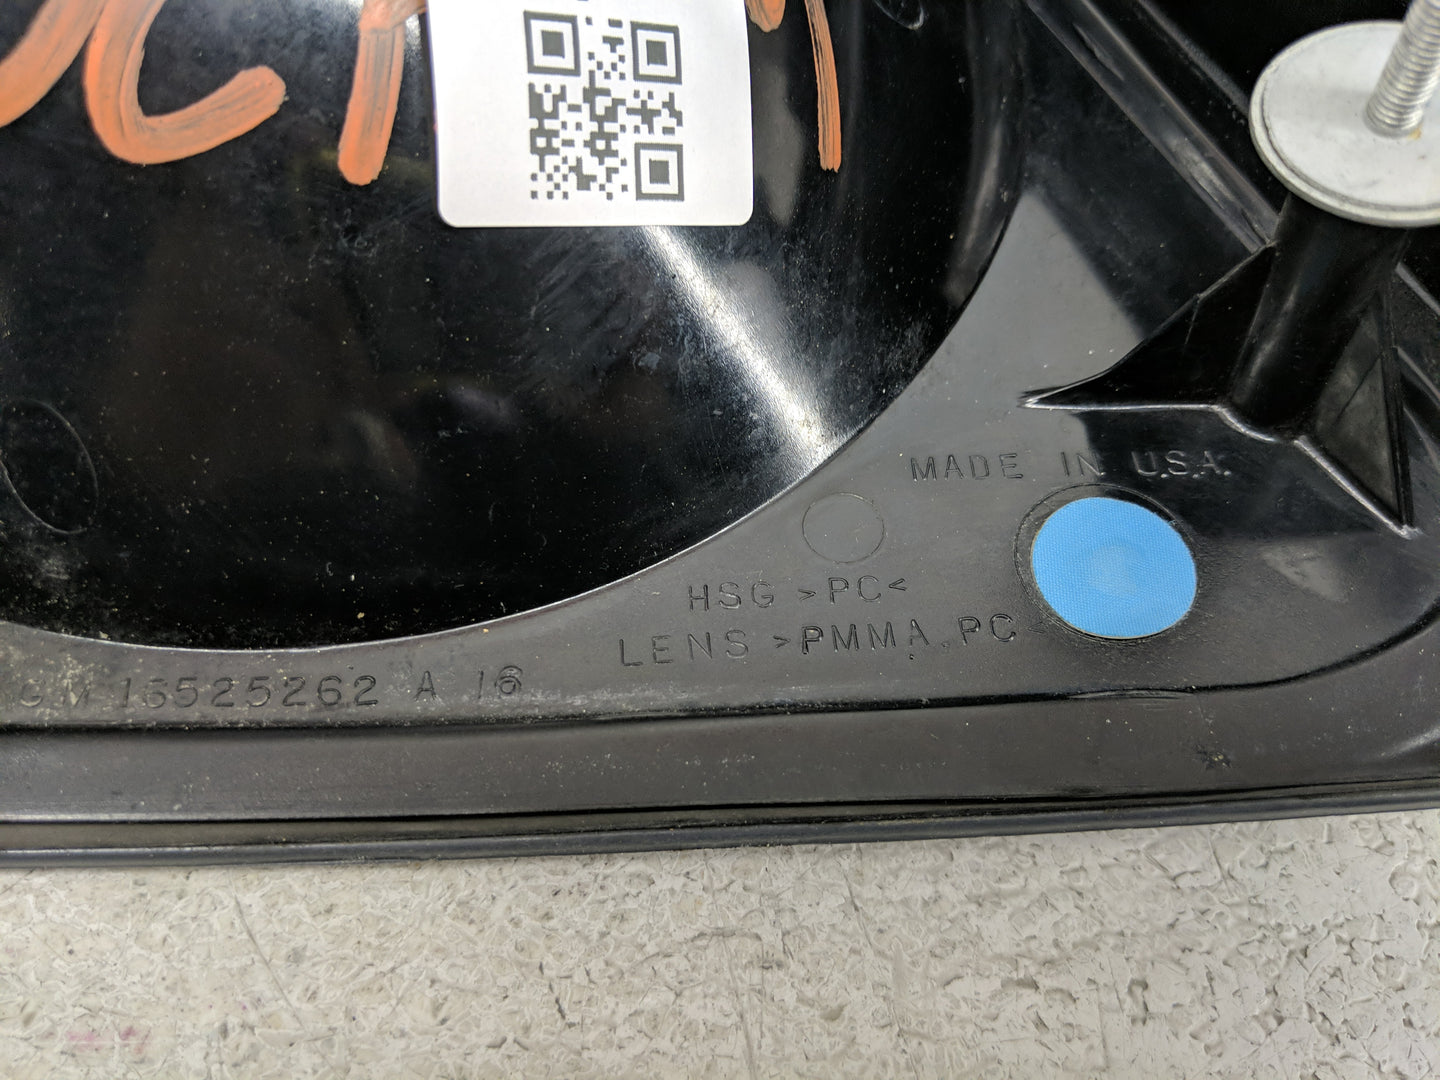 MADE IN U.S.A.
HSG >PC<
LENS >PMMA.PC<
GM 16525262 A 16